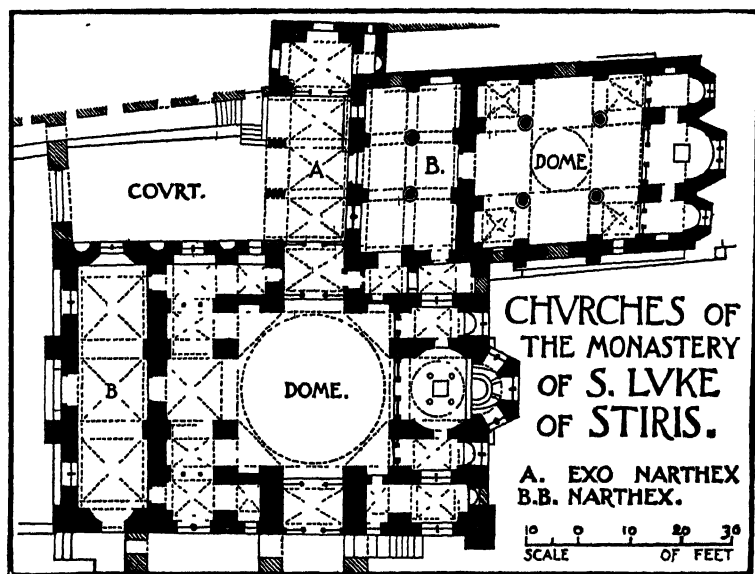 A
B.
DOME
COVRT.
B
DOME.
CHVRCHES OF
THE MONASTERY
OF S. LVKE
OF STIRIS.
A. EXO NARTHEX
B.B. NARTHEX.
10 0 10 20 30
SCALE OF FEET